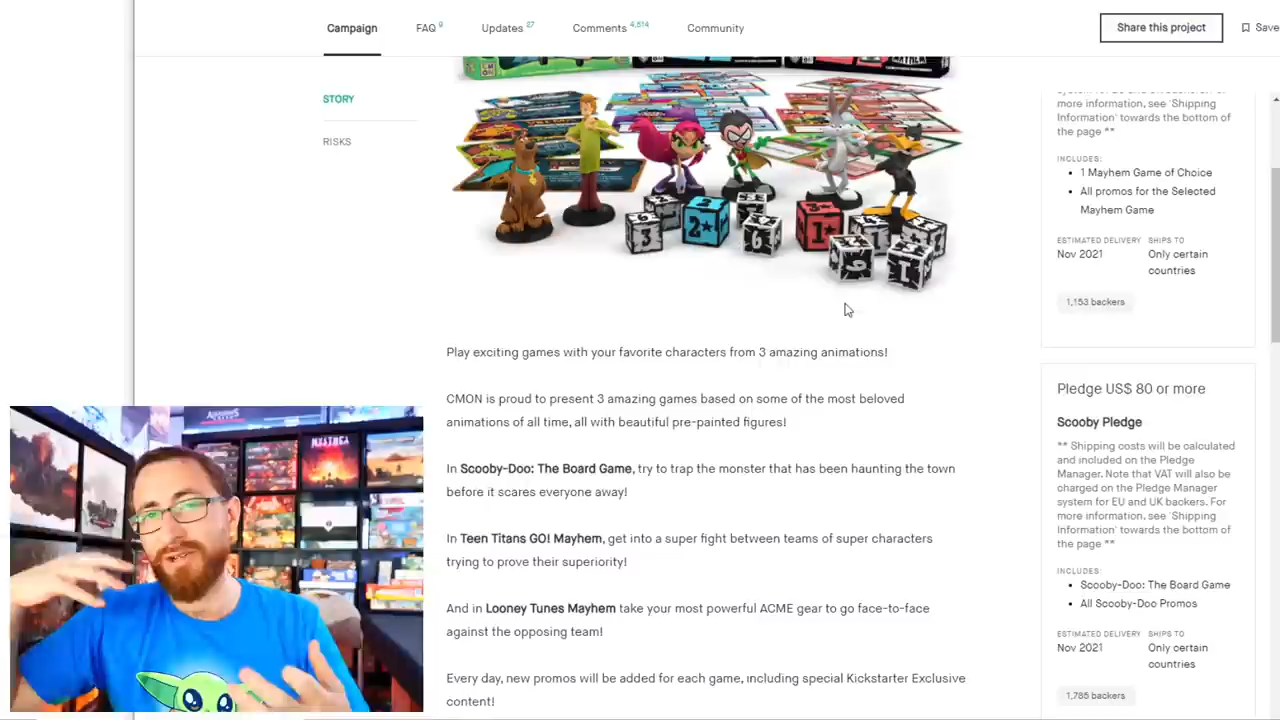 Campaign
FAQ 9
Updates 27
Comments 4,514
Community
Share this project
Save
STORY
RISKS
MAYHEM
3
2★
6
1★
Play exciting games with your favorite characters from 3 amazing animations!
CMON is proud to present 3 amazing games based on some of the most beloved
animations of all time, all with beautiful pre-painted figures!
In Scooby-Doo: The Board Game, try to trap the monster that has been haunting the town
before it scares everyone away!
In Teen Titans GO! Mayhem, get into a super fight between teams of super characters
trying to prove their superiority!
And in Looney Tunes Mayhem take your most powerful ACME gear to go face-to-face
against the opposing team!
Every day, new promos will be added for each game, including special Kickstarter Exclusive
content!
more information, see 'Shipping
Information' towards the bottom
of the page **
INCLUDES:
1 Mayhem Game of Choice
All promos for the Selected
Mayhem Game
ESTIMATED DELIVERY SHIPS TO
Nov 2021 Only certain
countries
1,153 backers
Pledge US$ 80 or more
Scooby Pledge
** Shipping costs will be calculated
and included on the Pledge
Manager. Note that VAT will also be
charged on the Pledge Manager
system for EU and UK backers. For
more information, see 'Shipping
Information' towards the bottom of
the page **
INCLUDES:
Scooby-Doo: The Board Game
All Scooby-Doo Promos
ESTIMATED DELIVERY SHIPS TO
Nov 2021 Only certain
countries
1,785 backers
ASSASSIN'S
MYSTHEA